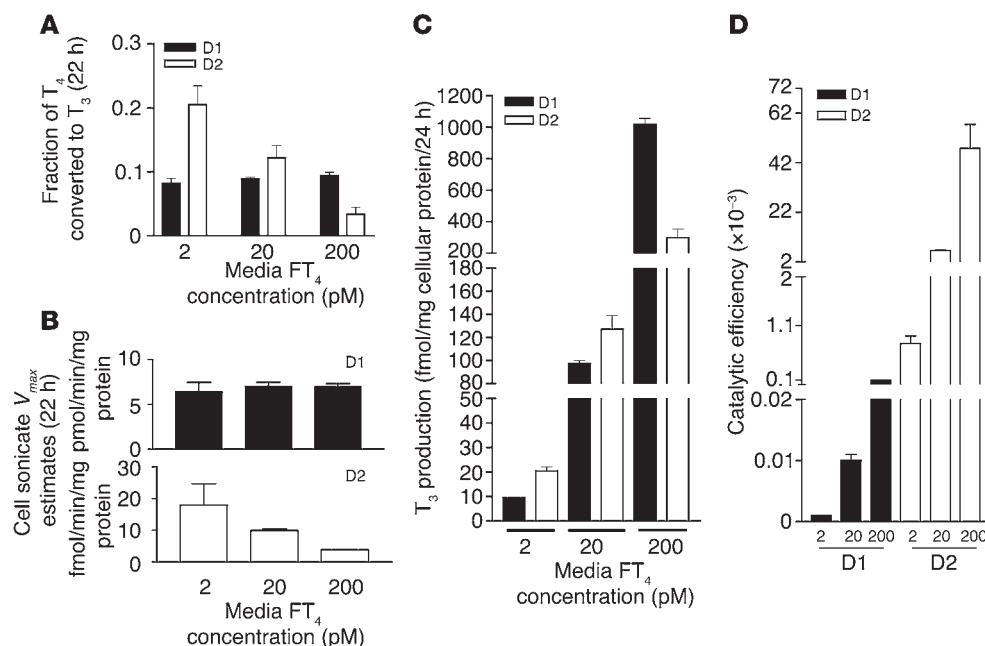 A
0.3
0.2
0.1
0
Fraction of T4
converted to T3 (22 h)
D1
D2
2 20 200
Media FT4
concentration (pM)
B
Cell sonicate Vmax
estimates (22 h)
pmol/min/mg
protein
10
5
0
D1
fmol/min/mg
protein
30
20
10
0
D2
2 20 200
Media FT4
concentration (pM)
C
T3 production (fmol/mg cellular protein/24 h)
1200
1000
800
600
400
200
180
160
140
120
100
80
50
40
30
20
10
0
D1
D2
2 20 200
Media FT4
concentration (pM)
D
Catalytic efficiency (×10−3)
72
62
42
22
2
2
1.1
0.1
0.02
0.01
0
D1
D2
2 20 200 2 20 200
D1 D2